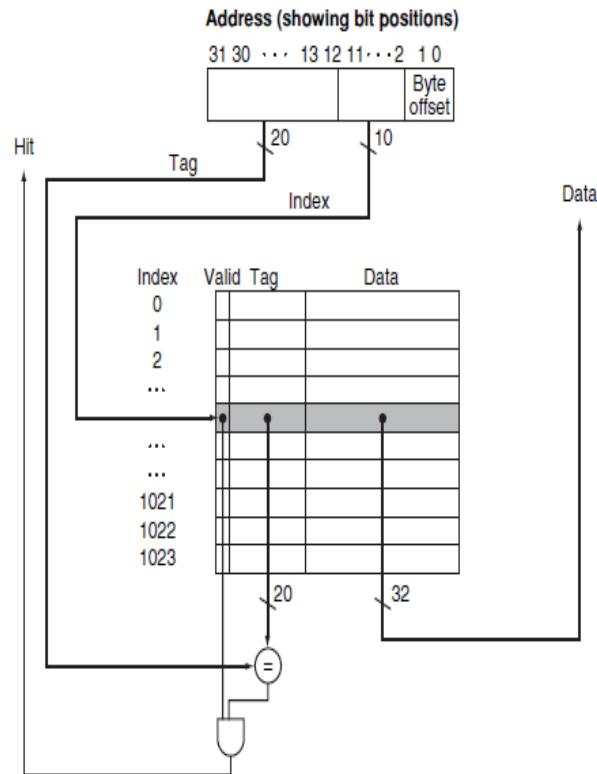 Address (showing bit positions)
31 30 ··· 13 12 11 ··· 2 1 0
Byte
offset
20
10
Hit
Tag
Data
Index
Index Valid Tag Data
0
1
2
...
...
...
1021
1022
1023
20
32
=